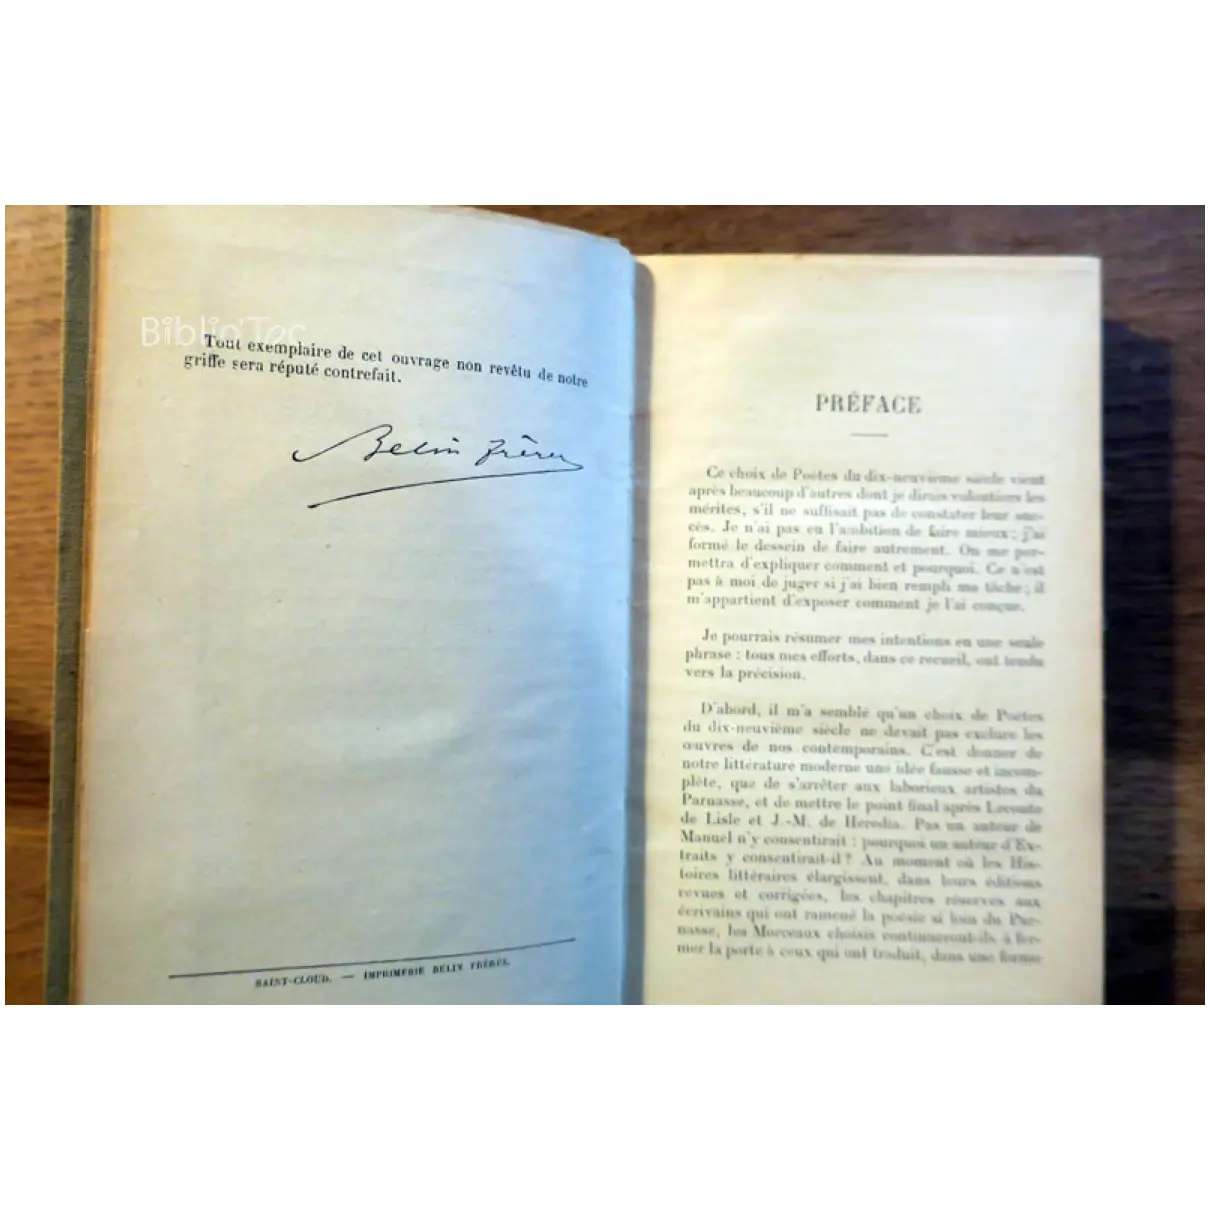 Biblio'Toc
Tout exemplaire de cet ouvrage non revêtu de notre
griffe sera réputé contrefait.
Belin Frères
SAINT-CLOUD. — IMPRIMERIE BELIN FRÈRES.
PRÉFACE
Ce choix de Poètes du dix-neuvième siècle vient
après beaucoup d'autres dont je dirais volontiers les
mérites, s'il ne suffisait pas de constater leur suc-
cès. Je n'ai pas eu l'ambition de faire mieux ; j'ai
formé le dessein de faire autrement. On me per-
mettra d'expliquer comment et pourquoi. Ce n'est
pas à moi de juger si j'ai bien rempli ma tâche ; il
m'appartient d'exposer comment je l'ai conçue.
Je pourrais résumer mes intentions en une seule
phrase : tous mes efforts, dans ce recueil, ont tendu
vers la précision.
D'abord, il m'a semblé qu'un choix de Poètes
du dix-neuvième siècle ne devait pas exclure les
œuvres de nos contemporains. C'est donner de
notre littérature moderne une idée fausse et incom-
plète, que de s'arrêter aux laborieux artistes du
Parnasse, et de mettre le point final après Leconte
de Lisle et J.-M. de Heredia. Pas un auteur de
Manuel n'y consentirait : pourquoi un auteur d'Ex-
traits y consentirait-il ? Au moment où les His-
toires littéraires élargissent, dans leurs éditions
revues et corrigées, les chapitres réservés aux
écrivains qui ont ramené la poésie si loin du Par-
nasse, les Morceaux choisis continueront-ils à fer-
mer la porte à ceux qui ont traduit, dans une forme